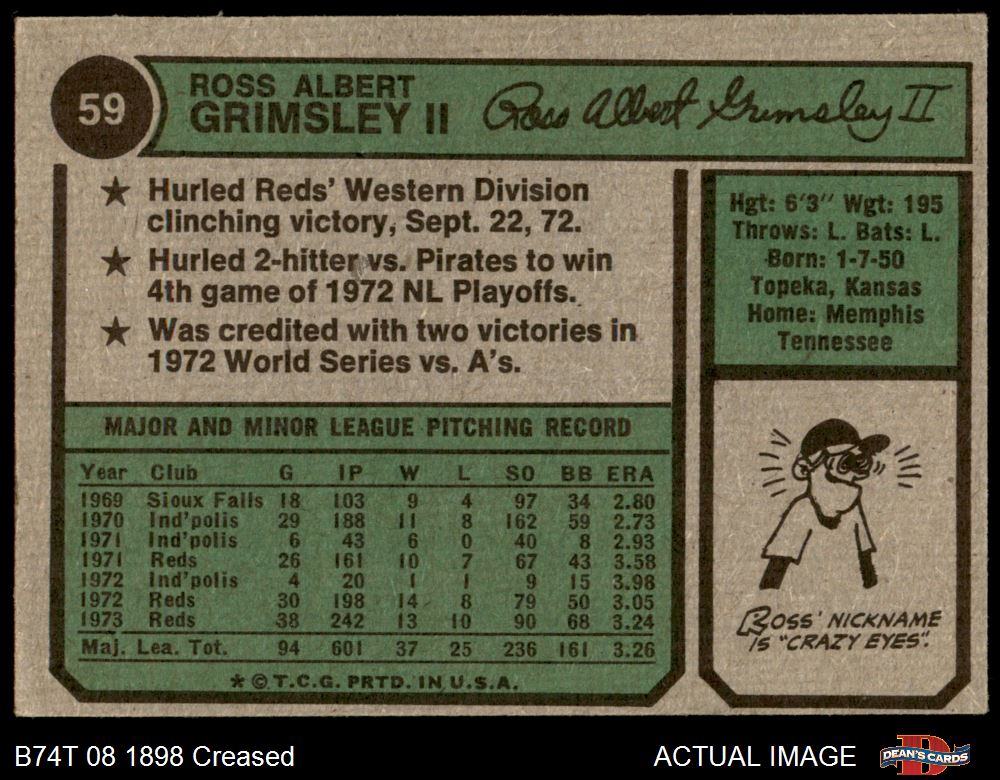 59
ROSS ALBERT
GRIMSLEY II
Ross Albert Grimsley II
★ Hurled Reds' Western Division
clinching victory, Sept. 22, 72.
★ Hurled 2-hitter vs. Pirates to win
4th game of 1972 NL Playoffs.
★ Was credited with two victories in
1972 World Series vs. A's.
Hgt: 6'3" Wgt: 195
Throws: L. Bats: L.
Born: 1-7-50
Topeka, Kansas
Home: Memphis
Tennessee
MAJOR AND MINOR LEAGUE PITCHING RECORD
Year Club G IP W L SO BB ERA
1969 Sioux Falls 18 103 9 4 97 34 2.80
1970 Ind'polis 29 188 11 8 162 59 2.73
1971 Ind'polis 6 43 6 0 40 8 2.93
1971 Reds 26 161 10 7 67 43 3.58
1972 Ind'polis 4 20 1 1 9 15 3.98
1972 Reds 30 198 14 8 79 50 3.05
1973 Reds 38 242 13 10 90 68 3.24
Maj. Lea. Tot. 94 601 37 25 236 161 3.26
* © T.C.G. PRTD. IN U.S.A.
ROSS' NICKNAME
IS "CRAZY EYES".
B74T 08 1898 Creased
ACTUAL IMAGE
DEAN'S CARDS